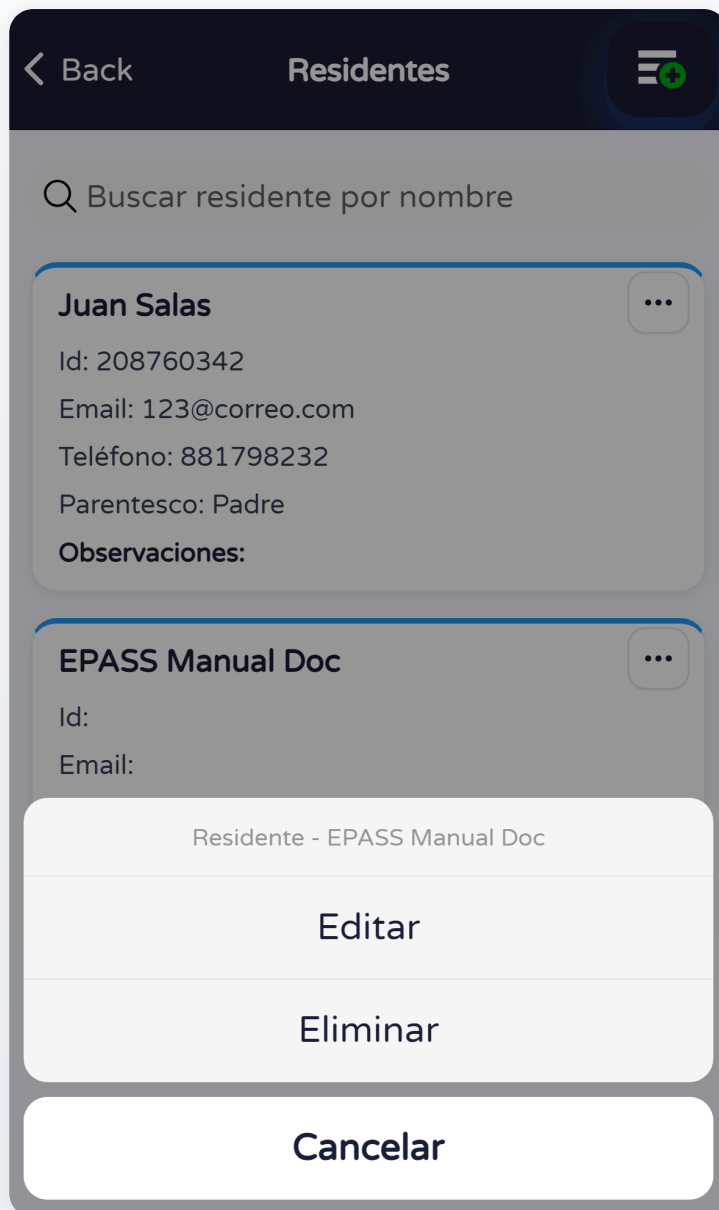 Back
Residentes
Buscar residente por nombre
Juan Salas
Id: 208760342
Email: 123@correo.com
Teléfono: 881798232
Parentesco: Padre
Observaciones:
EPASS Manual Doc
Id:
Email:
Residente - EPASS Manual Doc
Editar
Eliminar
Cancelar